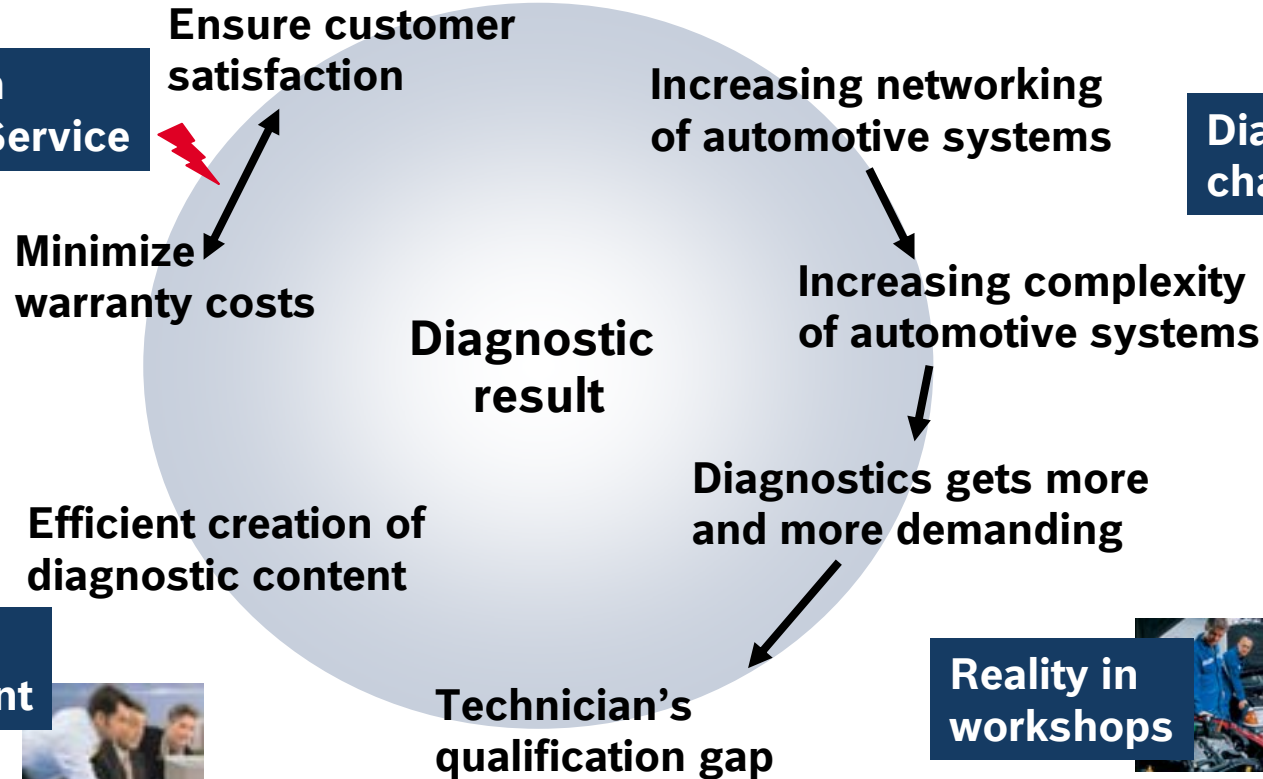 Ensure customer
satisfaction
Service
Increasing networking
of automotive systems
Minimize
warranty costs
Increasing complexity
of automotive systems
Diagnostic
result
Diagnostics gets more
and more demanding
Efficient creation of
diagnostic content
Reality in
workshops
Technician's
qualification gap